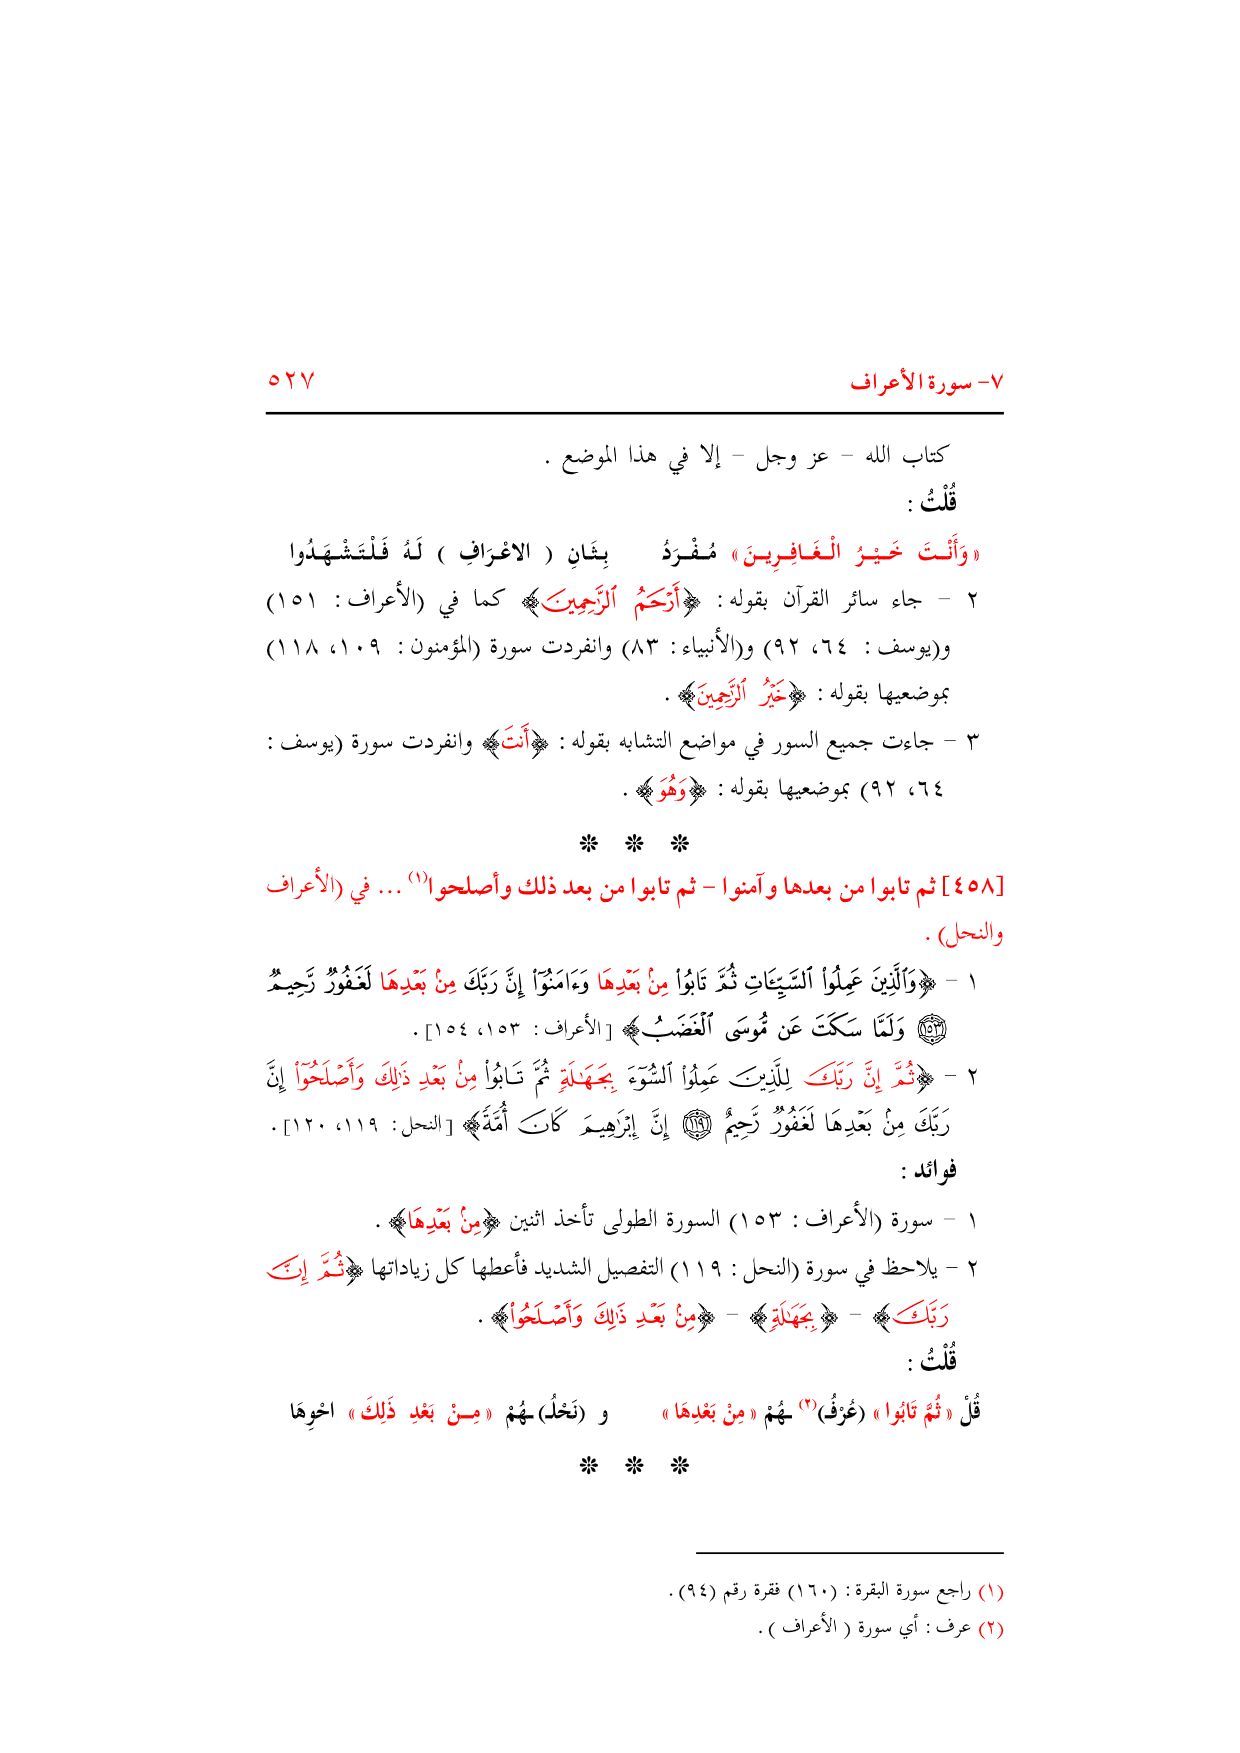 ٧- سورة الأعراف ٥٢٧
كتاب الله – عز وجل – إلا في هذا الموضع .
قُلْتُ :
« وَأَنْتَ خَيْرُ الْغَافِرِينَ » مُفْرَدُ بِثَانِ ( الاعْرَافِ ) لَهُ فَلْتَشْهَدُوا
٢ – جاء سائر القرآن بقوله : ﴿أَرْحَمُ ٱلرَّٰحِمِينَ﴾ كما في (الأعراف : ١٥١)
و(يوسف : ٦٤، ٩٢) و(الأنبياء : ٨٣) وانفردت سورة (المؤمنون : ١٠٩، ١١٨)
بموضعيها بقوله : ﴿خَيْرُ ٱلرَّٰحِمِينَ﴾ .
٣ – جاءت جميع السور في مواضع التشابه بقوله : ﴿أَنتَ﴾ وانفردت سورة (يوسف :
٦٤، ٩٢) بموضعيها بقوله : ﴿وَهُوَ﴾ .
❊ ❊ ❊
[٤٥٨] ثم تابوا من بعدها وآمنوا – ثم تابوا من بعد ذلك وأصلحوا(١) ... في (الأعراف
والنحل) .
١ – ﴿وَٱلَّذِينَ عَمِلُوا۟ ٱلسَّيِّـَٔاتِ ثُمَّ تَابُوا۟ مِنۢ بَعْدِهَا وَءَامَنُوٓا۟ إِنَّ رَبَّكَ مِنۢ بَعْدِهَا لَغَفُورٌ رَّحِيمٌ
١٥٣ وَلَمَّا سَكَتَ عَن مُّوسَى ٱلْغَضَبُ﴾ [الأعراف : ١٥٣، ١٥٤] .
٢ – ﴿ثُمَّ إِنَّ رَبَّكَ لِلَّذِينَ عَمِلُوا۟ ٱلسُّوٓءَ بِجَهَٰلَةٍ ثُمَّ تَابُوا۟ مِنۢ بَعْدِ ذَٰلِكَ وَأَصْلَحُوٓا۟ إِنَّ
رَبَّكَ مِنۢ بَعْدِهَا لَغَفُورٌ رَّحِيمٌ ١١٩ إِنَّ إِبْرَٰهِيمَ كَانَ أُمَّةً﴾ [النحل : ١١٩، ١٢٠] .
فوائد :
١ – سورة (الأعراف : ١٥٣) السورة الطولى تأخذ اثنين ﴿مِنۢ بَعْدِهَا﴾ .
٢ – يلاحظ في سورة (النحل : ١١٩) التفصيل الشديد فأعطها كل زياداتها ﴿ثُمَّ إِنَّ
رَبَّكَ﴾ – ﴿بِجَهَٰلَةٍ﴾ – ﴿مِنۢ بَعْدِ ذَٰلِكَ وَأَصْلَحُوا۟﴾ .
قُلْتُ :
قُلْ « ثُمَّ تَابُوا » (عُرْفُ)(٢) ـهُمْ « مِنْ بَعْدِهَا » و (نَحْلُـ) ـهُمْ « مِنْ بَعْدِ ذَلِكَ » احْوِهَا
❊ ❊ ❊
(١) راجع سورة البقرة : (١٦٠) فقرة رقم (٩٤) .
(٢) عرف : أي سورة ( الأعراف ) .